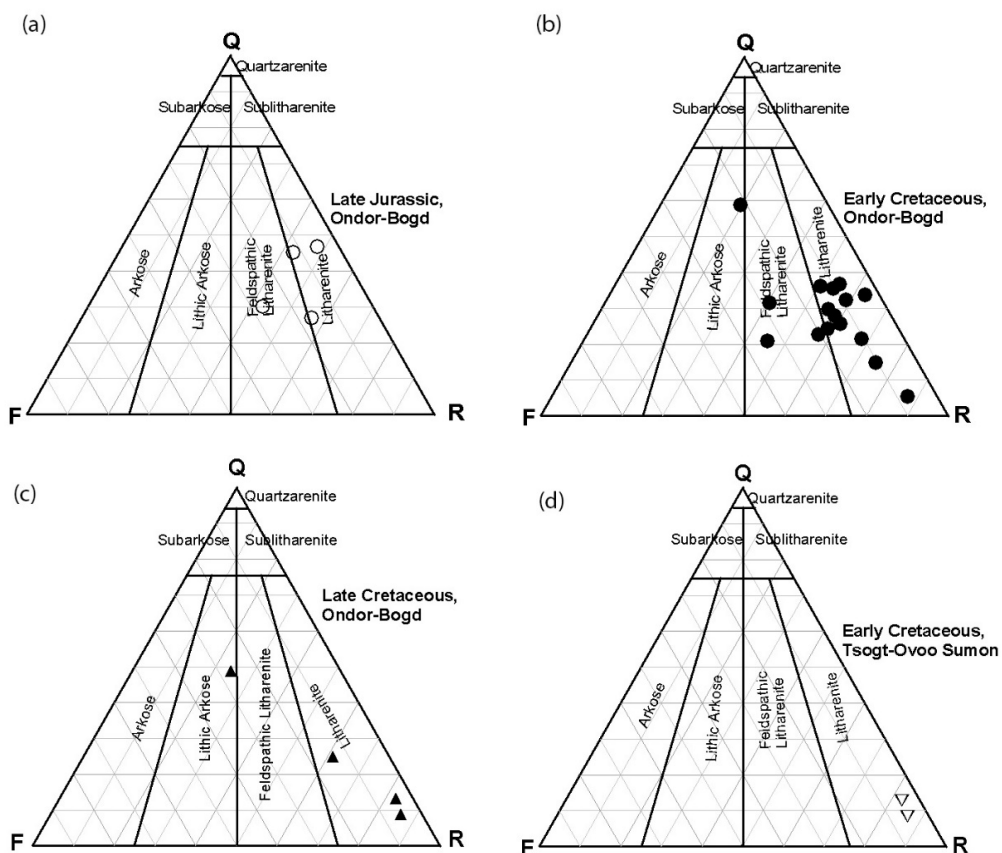 (a)
Q
Quartzarenite
Subarkose
Sublitharenite
Late Jurassic,
Ondor-Bogd
Arkose
Lithic Arkose
Feldspathic
Litharenite
Litharenite
F
R
(b)
Q
Quartzarenite
Subarkose
Sublitharenite
Early Cretaceous,
Ondor-Bogd
Arkose
Lithic Arkose
Feldspathic
Litharenite
Litharenite
F
R
(c)
Q
Quartzarenite
Subarkose
Sublitharenite
Late Cretaceous,
Ondor-Bogd
Arkose
Lithic Arkose
Feldspathic Litharenite
Litharenite
F
R
(d)
Q
Quartzarenite
Subarkose
Sublitharenite
Early Cretaceous,
Tsogt-Ovoo Sumon
Arkose
Lithic Arkose
Feldspathic
Litharenite
Litharenite
F
R